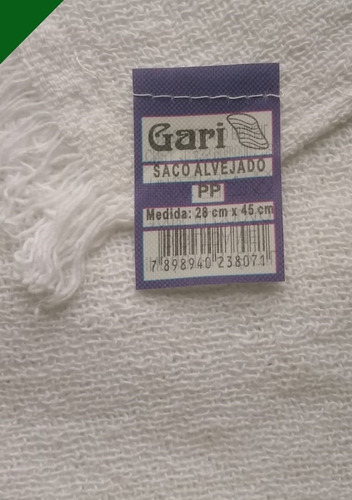 Gari
SACO ALVEJADO
PP
Medida: 28 cm x 45 cm
7 898940 238071